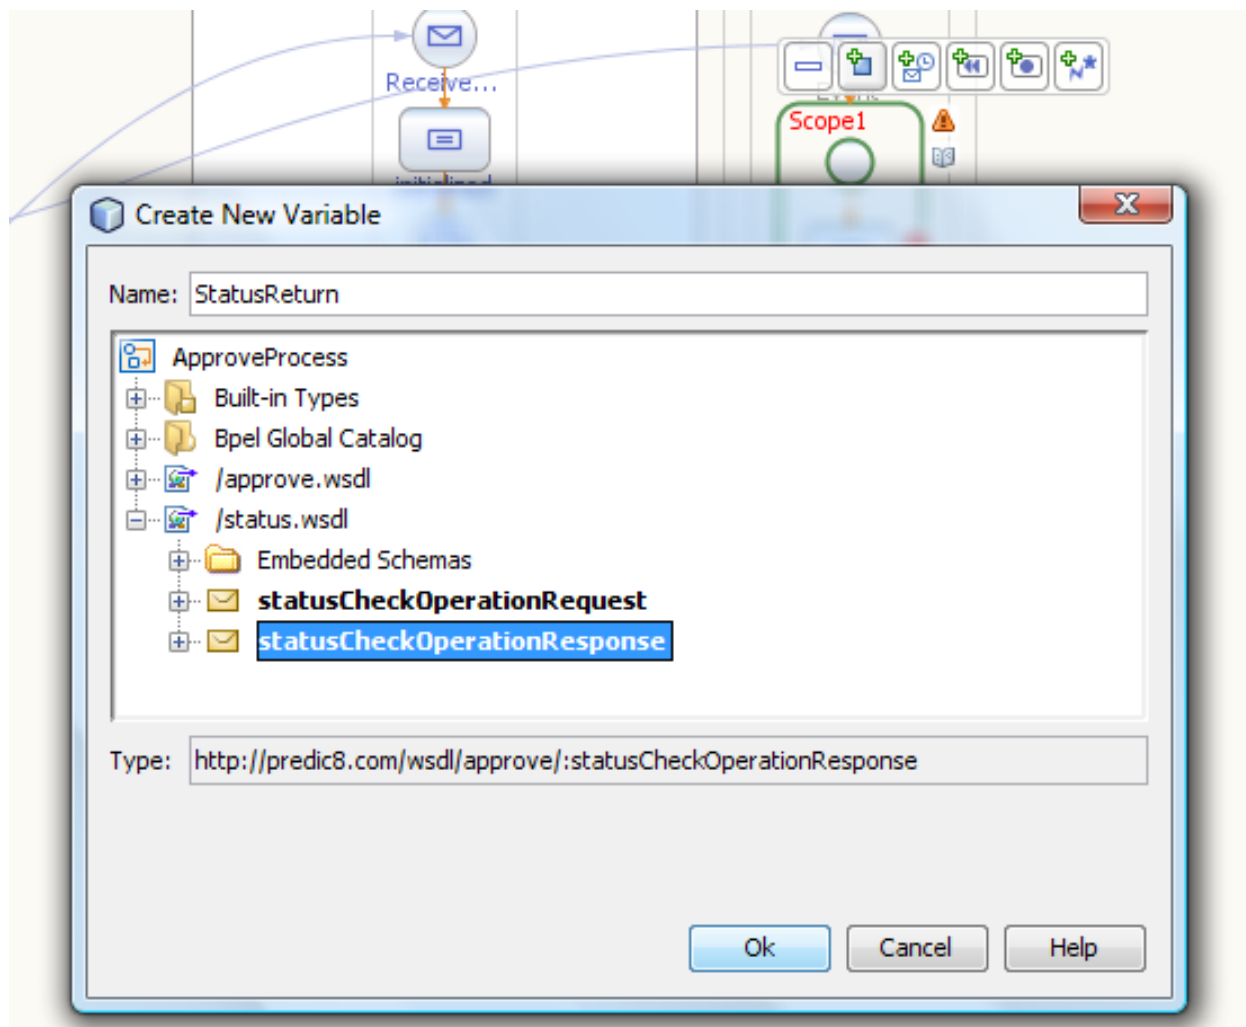 Receive...
Scope1
Create New Variable
Name: StatusReturn
ApproveProcess
Built-in Types
Bpel Global Catalog
/approve.wsdl
/status.wsdl
Embedded Schemas
statusCheckOperationRequest
statusCheckOperationResponse
Type: http://predic8.com/wsdl/approve/:statusCheckOperationResponse
Ok Cancel Help